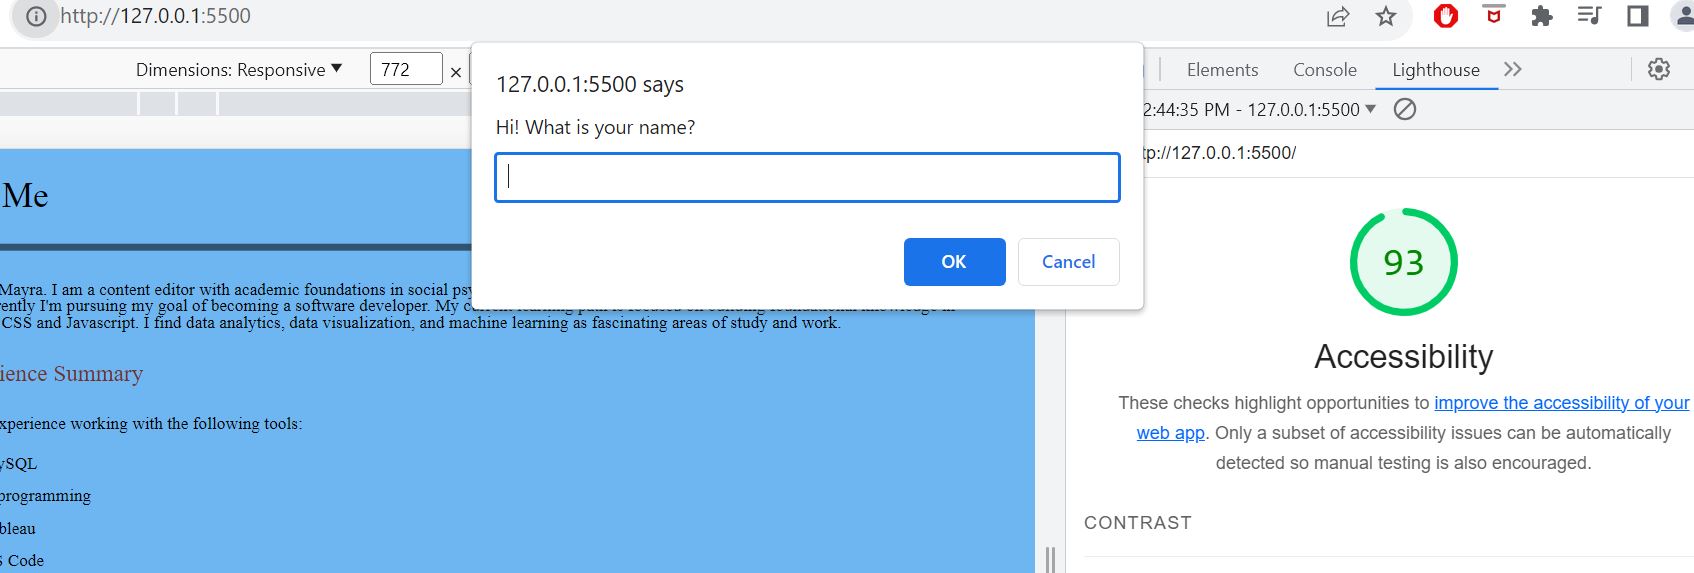 http://127.0.0.1:5500
Dimensions: Responsive ▼ 772 ×
Elements Console Lighthouse »
2:44:35 PM - 127.0.0.1:5500 ▼
tp://127.0.0.1:5500/
127.0.0.1:5500 says
Hi! What is your name?
OK Cancel
Me
Mayra. I am a content editor with academic foundations in social psy
rently I'm pursuing my goal of becoming a software developer. My
CSS and Javascript. I find data analytics, data visualization, and machine learning as fascinating areas of study and work.
ience Summary
xperience working with the following tools:
ySQL
programming
bleau
S Code
93
Accessibility
These checks highlight opportunities to improve the accessibility of your
web app. Only a subset of accessibility issues can be automatically
detected so manual testing is also encouraged.
CONTRAST